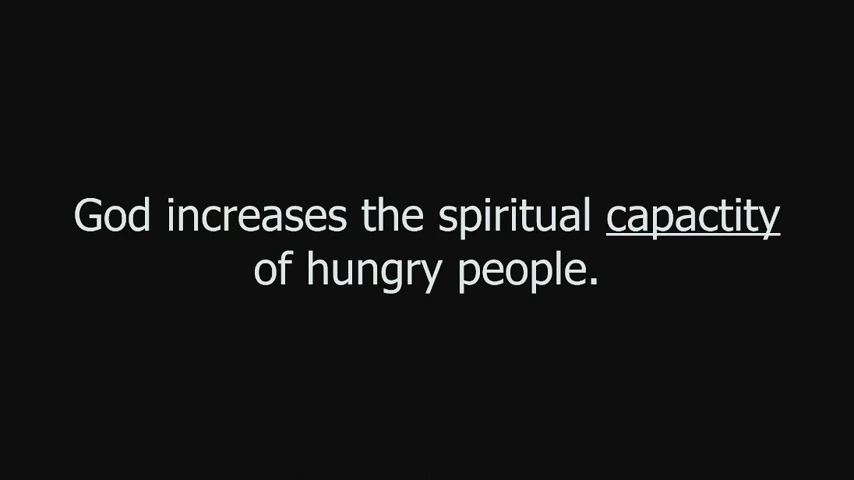 God increases the spiritual capactity
of hungry people.